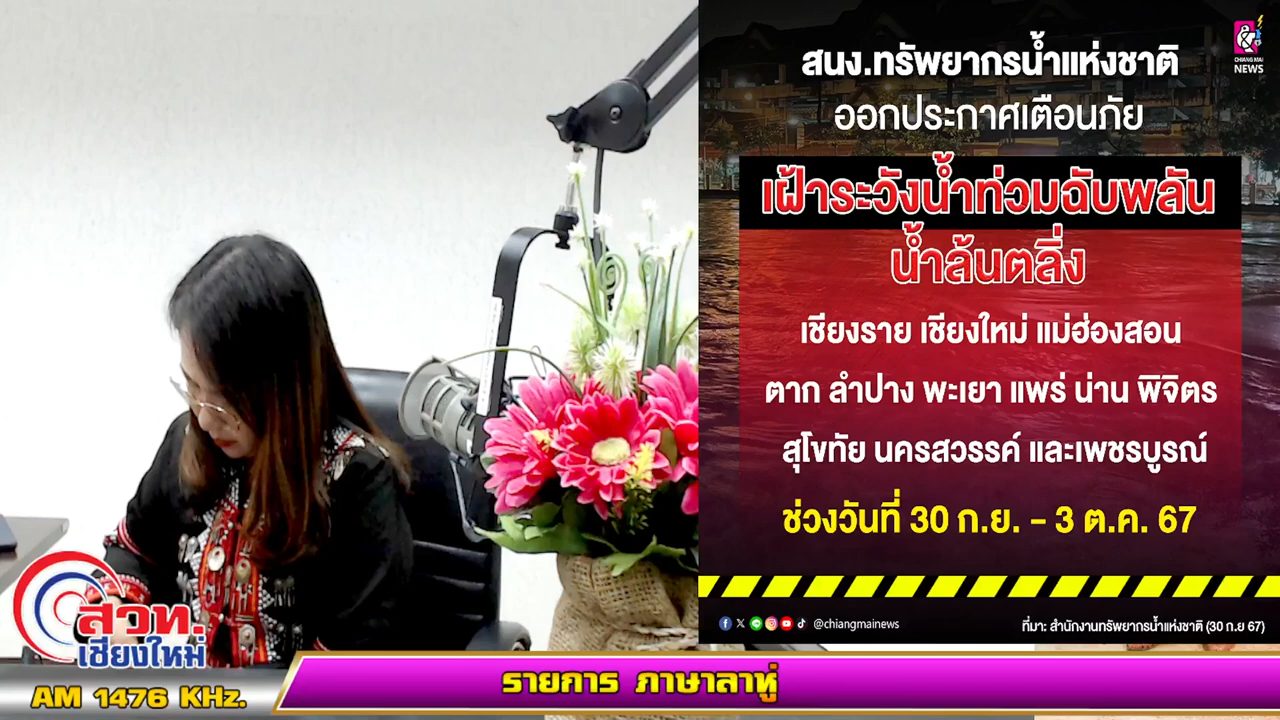 สนง.ทรัพยากรน้ำแห่งชาติ
ออกประกาศเตือนภัย
เฝ้าระวังน้ำท่วมฉับพลัน
น้ำล้นตลิ่ง
เชียงราย เชียงใหม่ แม่ฮ่องสอน
ตาก ลำปาง พะเยา แพร่ น่าน พิจิตร
สุโขทัย นครสวรรค์ และเพชรบูรณ์
ช่วงวันที่ 30 ก.ย. - 3 ต.ค. 67
CHIANG MAI
NEWS
@chiangmainews
ที่มา: สำนักงานทรัพยากรน้ำแห่งชาติ (30 ก.ย 67)
สวท.
เชียงใหม่
AM 1476 KHz.
รายการ ภาษาลาหู่